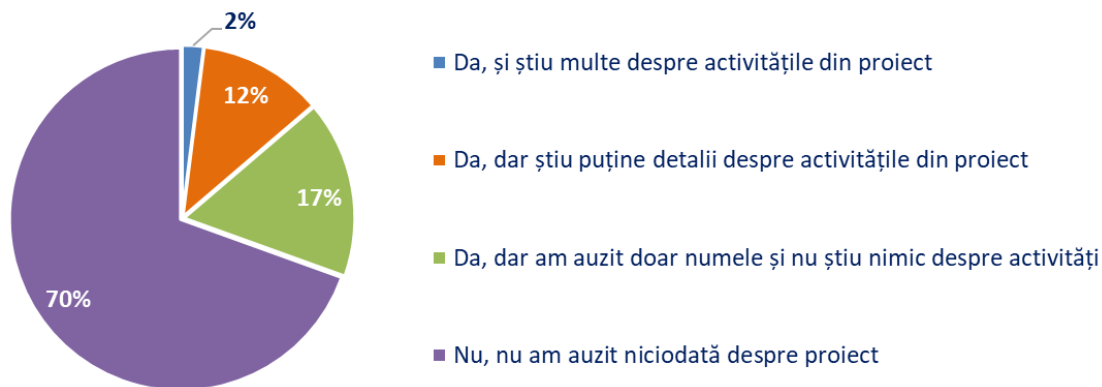 2%
12%
17%
70%
Da, și știu multe despre activitățile din proiect
Da, dar știu puține detalii despre activitățile din proiect
Da, dar am auzit doar numele și nu știu nimic despre activități
Nu, nu am auzit niciodată despre proiect